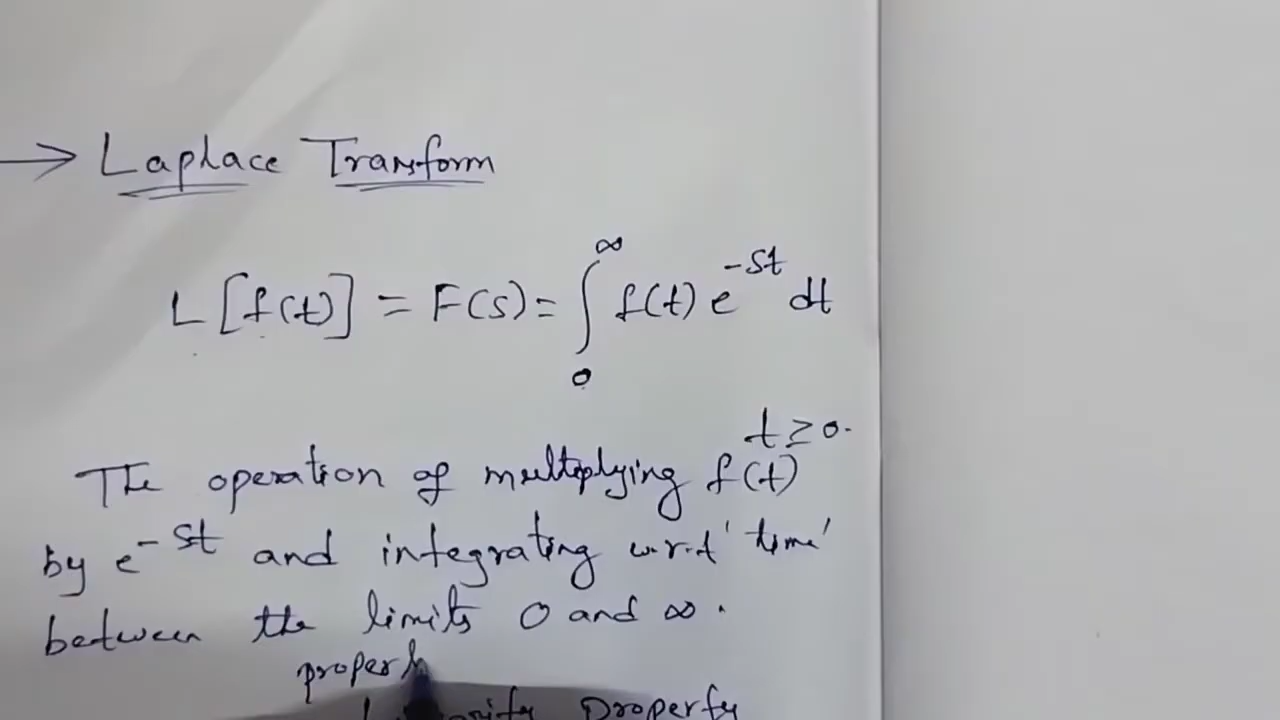 → Laplace Transform
L[f(t)] = F(s) = ∫₀^∞ f(t) e^-st dt
t ≥ 0.
The operation of multiplying f(t)
by e^-st and integrating w.r.t 'time'
between the limits 0 and ∞.
Property